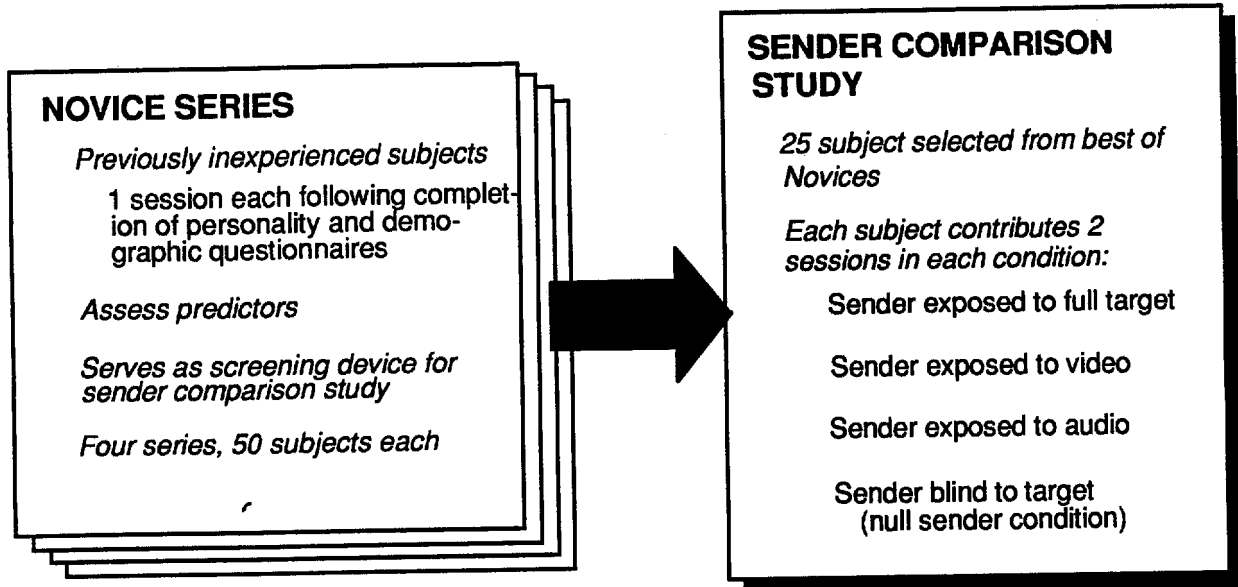 NOVICE SERIES
Previously inexperienced subjects
1 session each following complet-
ion of personality and demo-
graphic questionnaires
Assess predictors
Serves as screening device for
sender comparison study
Four series, 50 subjects each
SENDER COMPARISON
STUDY
25 subject selected from best of
Novices
Each subject contributes 2
sessions in each condition:
Sender exposed to full target
Sender exposed to video
Sender exposed to audio
Sender blind to target
(null sender condition)